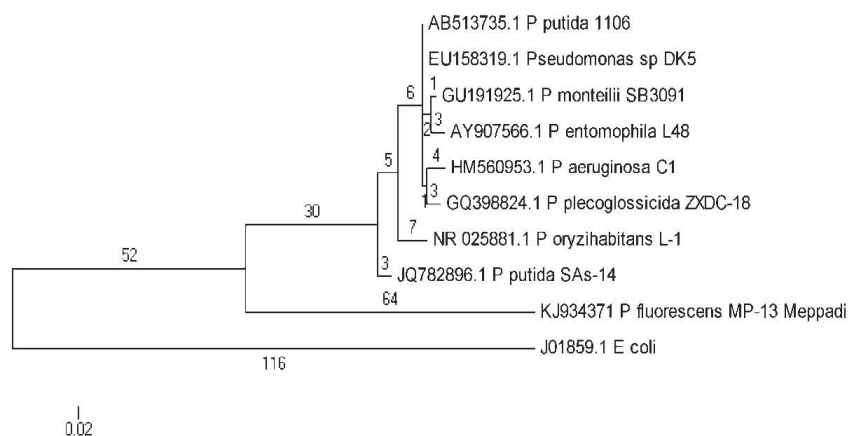 AB513735.1 P putida 1106
EU158319.1 Pseudomonas sp DK5
1
6
GU191925.1 P monteilii SB3091
3
2
AY907566.1 P entomophila L48
4
5
HM560953.1 P aeruginosa C1
3
1
GQ398824.1 P plecoglossicida ZXDC-18
30
7
NR 025881.1 P oryzihabitans L-1
52
3
JQ782896.1 P putida SAs-14
64
KJ934371 P fluorescens MP-13 Meppadi
J01859.1 E coli
116
0.02